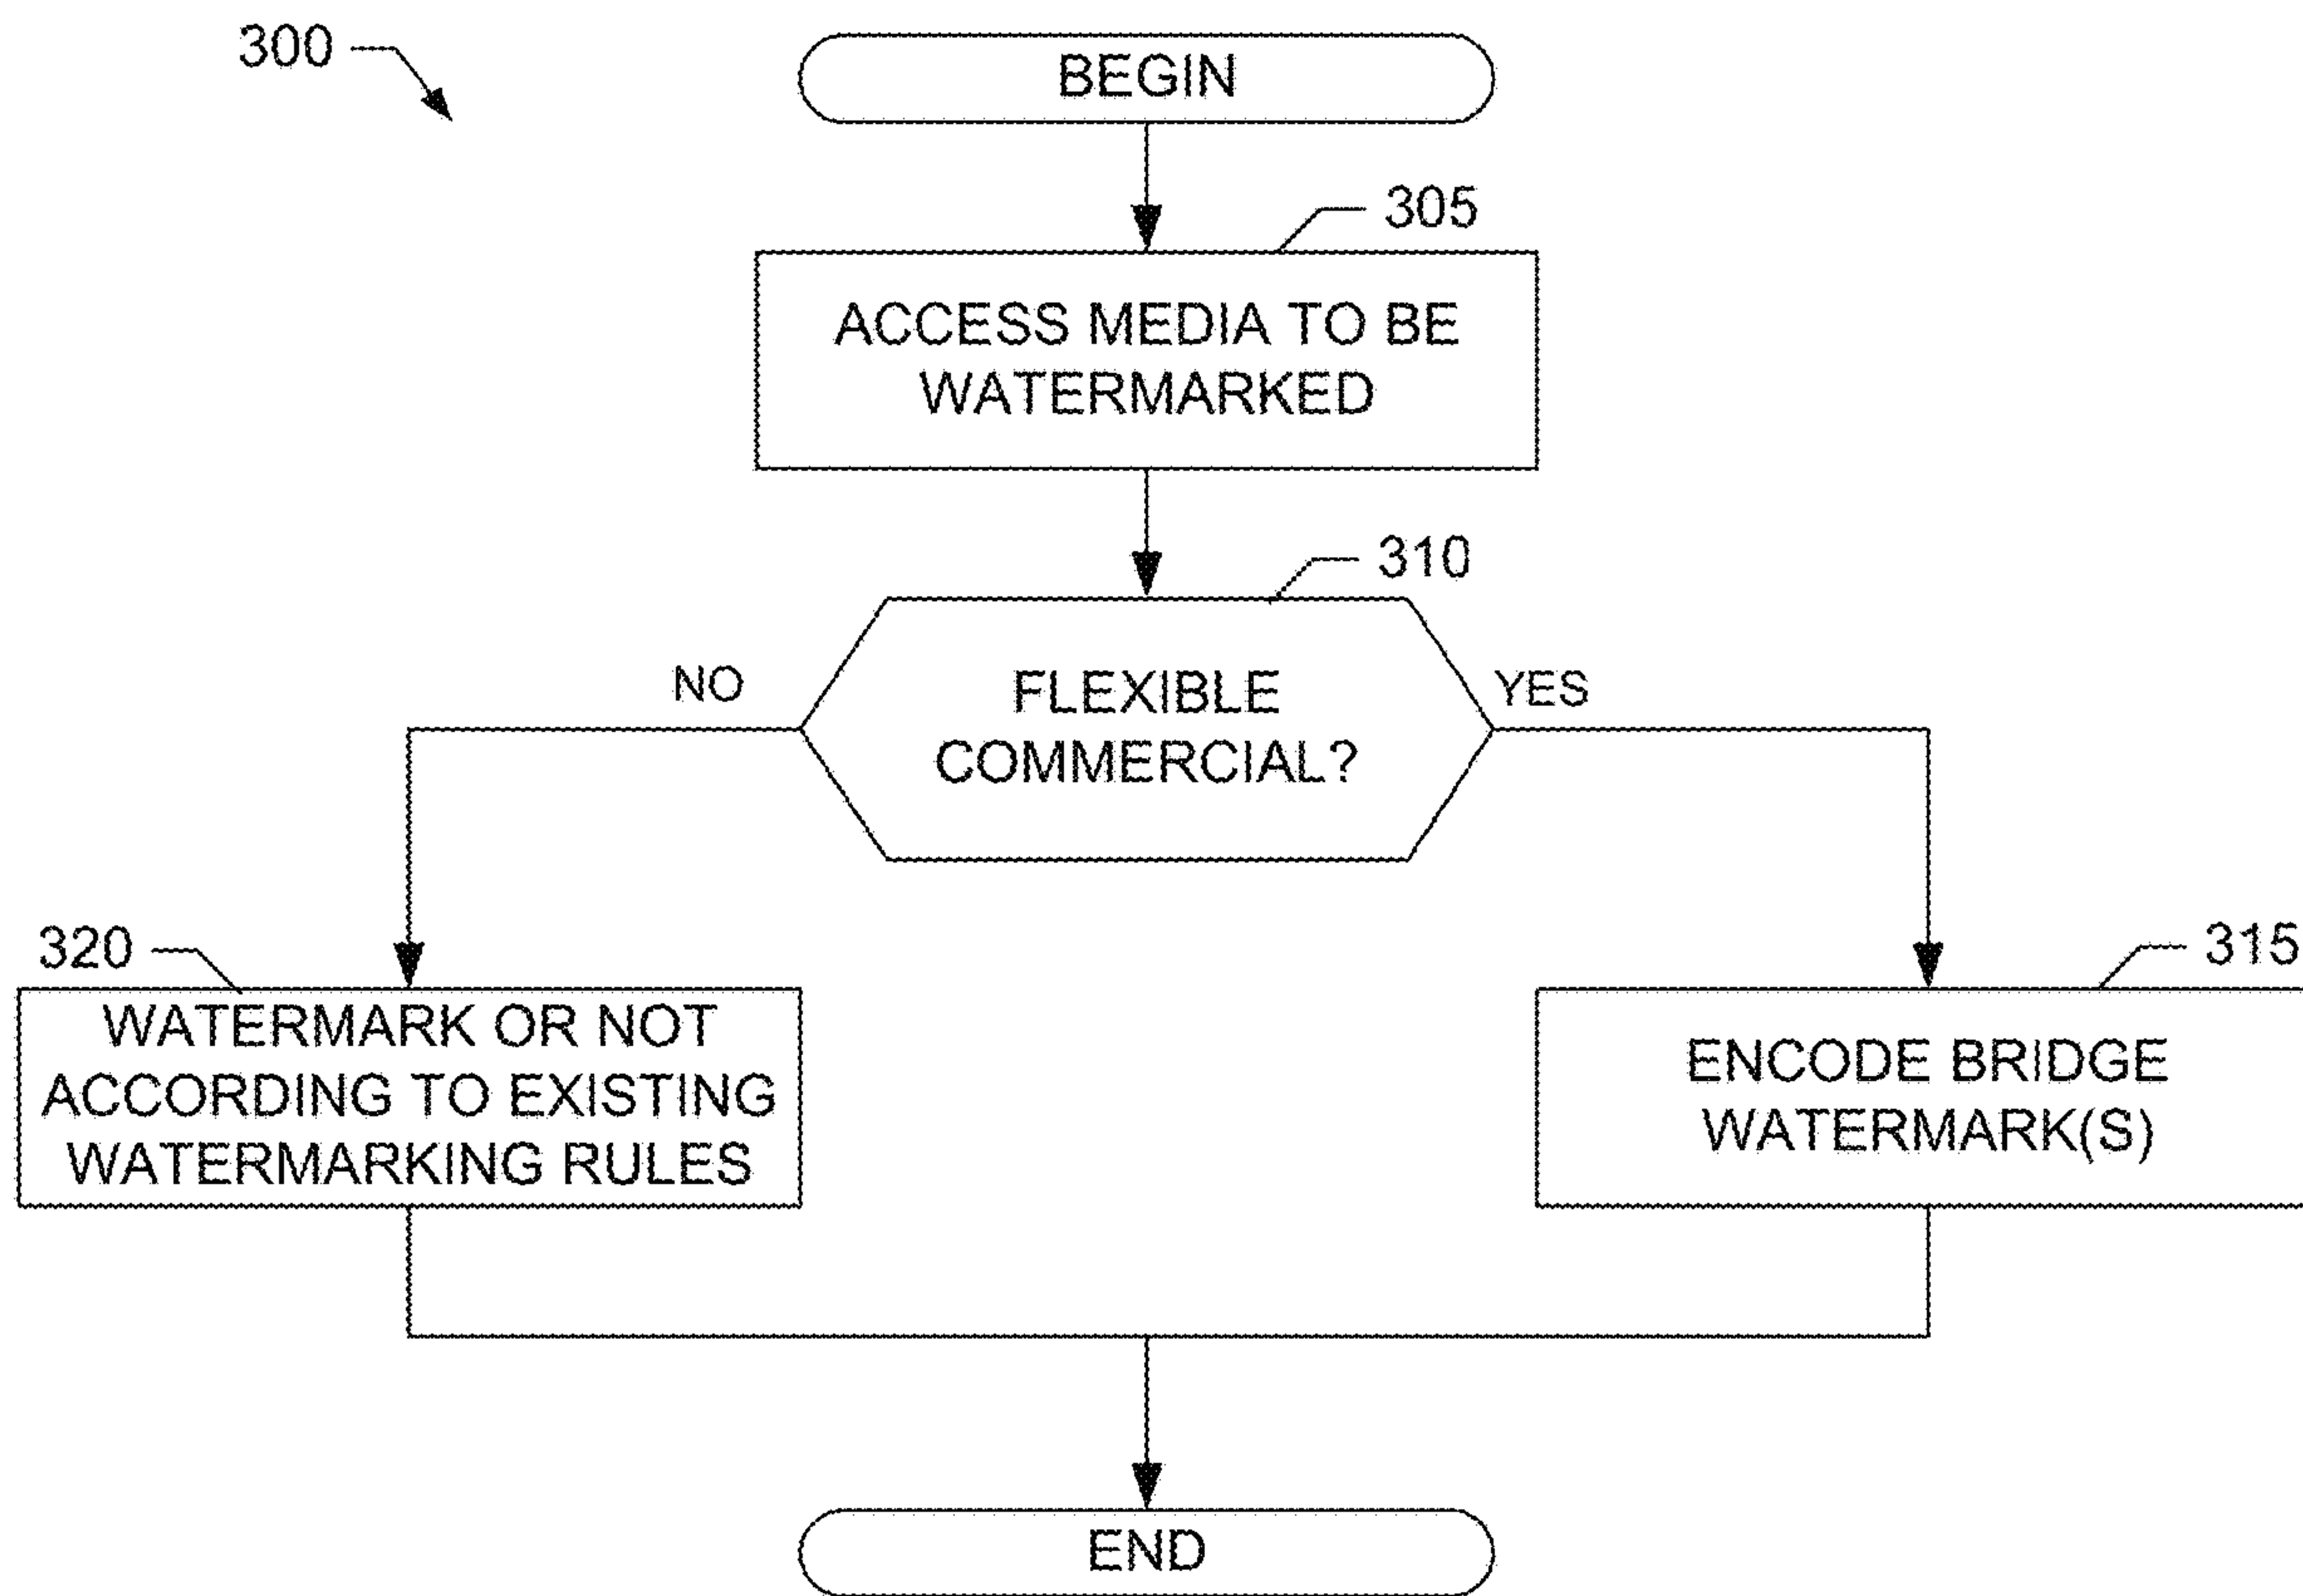 300
BEGIN
305
ACCESS MEDIA TO BE
WATERMARKED
310
FLEXIBLE
COMMERCIAL?
NO
YES
320
WATERMARK OR NOT
ACCORDING TO EXISTING
WATERMARKING RULES
315
ENCODE BRIDGE
WATERMARK(S)
END